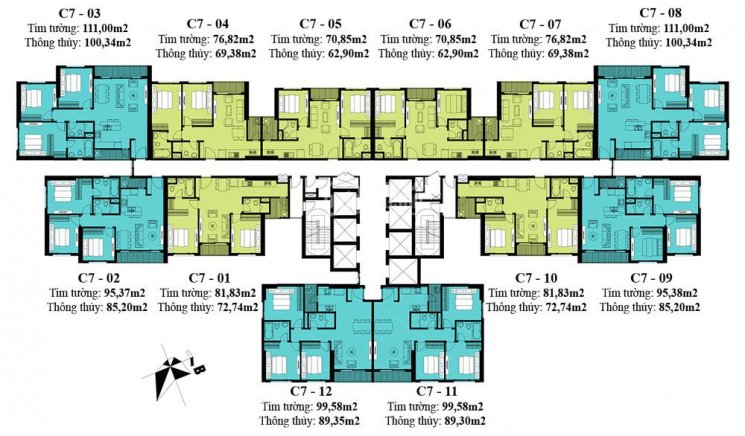 C7 - 03
Tim tường: 111,00m2
Thông thủy: 100,34m2
C7 - 04
Tim tường: 76,82m2
Thông thủy: 69,38m2
C7 - 05
Tim tường: 70,85m2
Thông thủy: 62,90m2
C7 - 06
Tim tường: 70,85m2
Thông thủy: 62,90m2
C7 - 07
Tim tường: 76,82m2
Thông thủy: 69,38m2
C7 - 08
Tim tường: 111,00m2
Thông thủy: 100,34m2
C7 - 02
Tim tường: 95,37m2
Thông thủy: 85,20m2
C7 - 01
Tim tường: 81,83m2
Thông thủy: 72,74m2
C7 - 10
Tim tường: 81,83m2
Thông thủy: 72,74m2
C7 - 09
Tim tường: 95,38m2
Thông thủy: 85,20m2
B
C7 - 12
Tim tường: 99,58m2
Thông thủy: 89,35m2
C7 - 11
Tim tường: 99,58m2
Thông thủy: 89,30m2